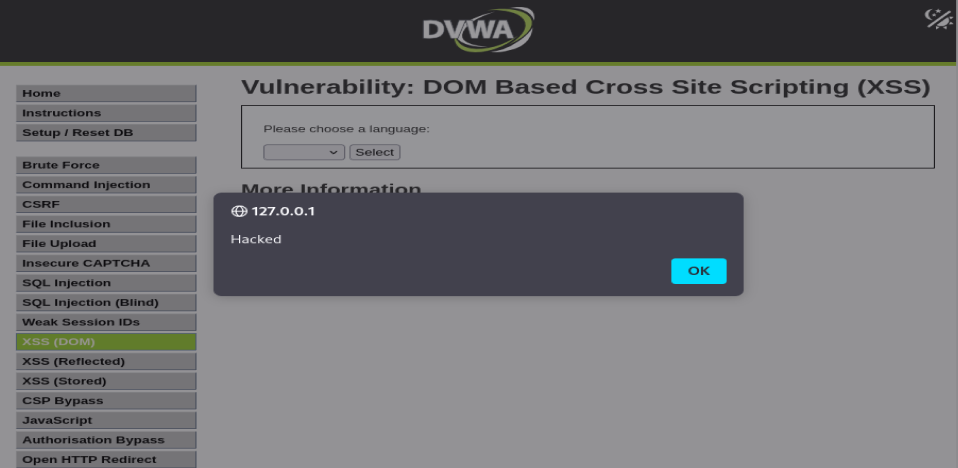 DVWA
Vulnerability: DOM Based Cross Site Scripting (XSS)
Home
Instructions
Setup / Reset DB
Brute Force
Command Injection
CSRF
File Inclusion
File Upload
Insecure CAPTCHA
SQL Injection
SQL Injection (Blind)
Weak Session IDs
XSS (DOM)
XSS (Reflected)
XSS (Stored)
CSP Bypass
JavaScript
Authorisation Bypass
Open HTTP Redirect
Please choose a language:
Select
More Information
127.0.0.1
Hacked
OK